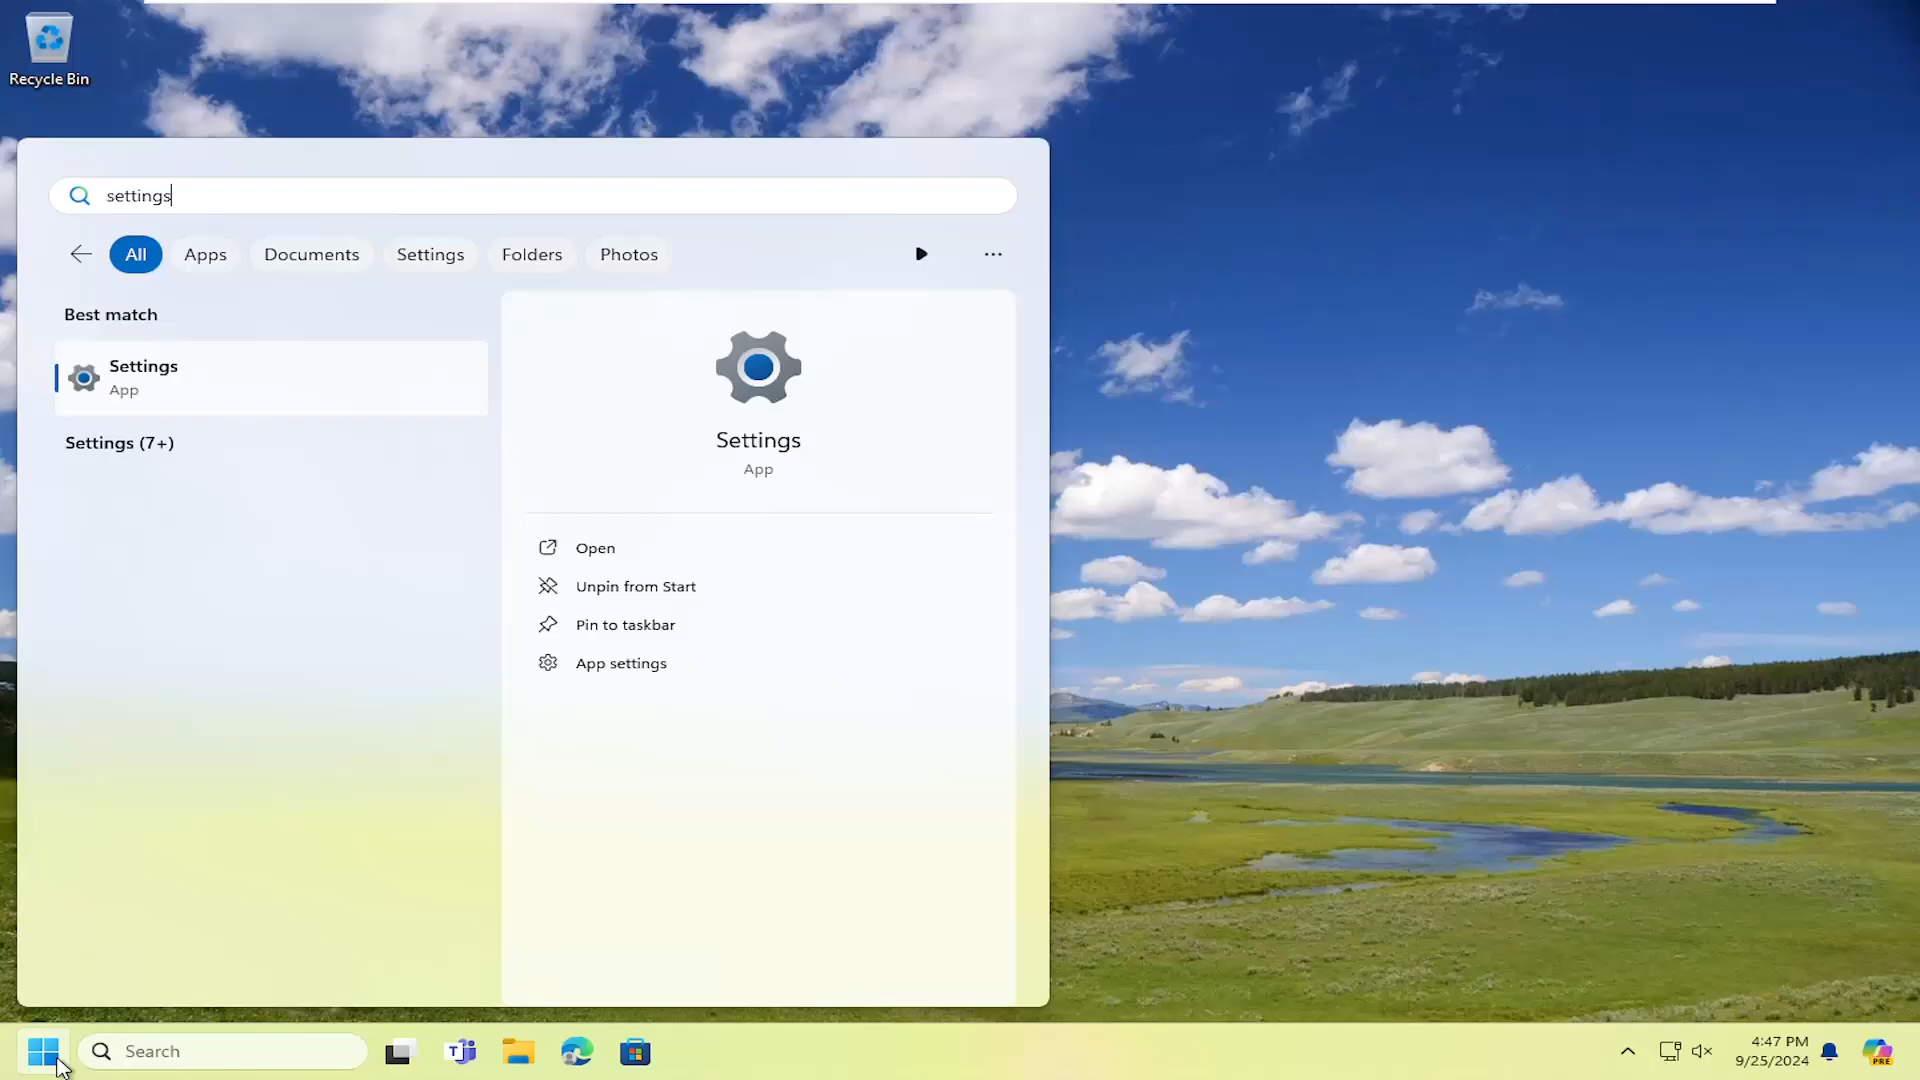 Recycle Bin
settings
All Apps Documents Settings Folders Photos
Best match
Settings
App
Settings (7+)
Settings
App
Open
Unpin from Start
Pin to taskbar
App settings
Search
T
4:47 PM
9/25/2024
PRE